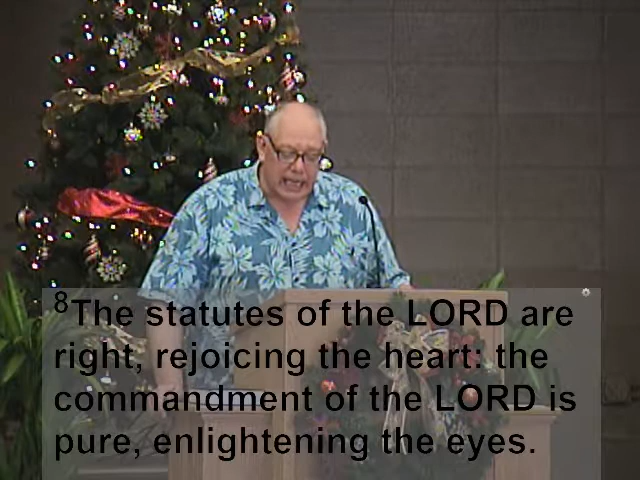 8The statutes of the LORD are
right, rejoicing the heart: the
commandment of the LORD is
pure, enlightening the eyes.